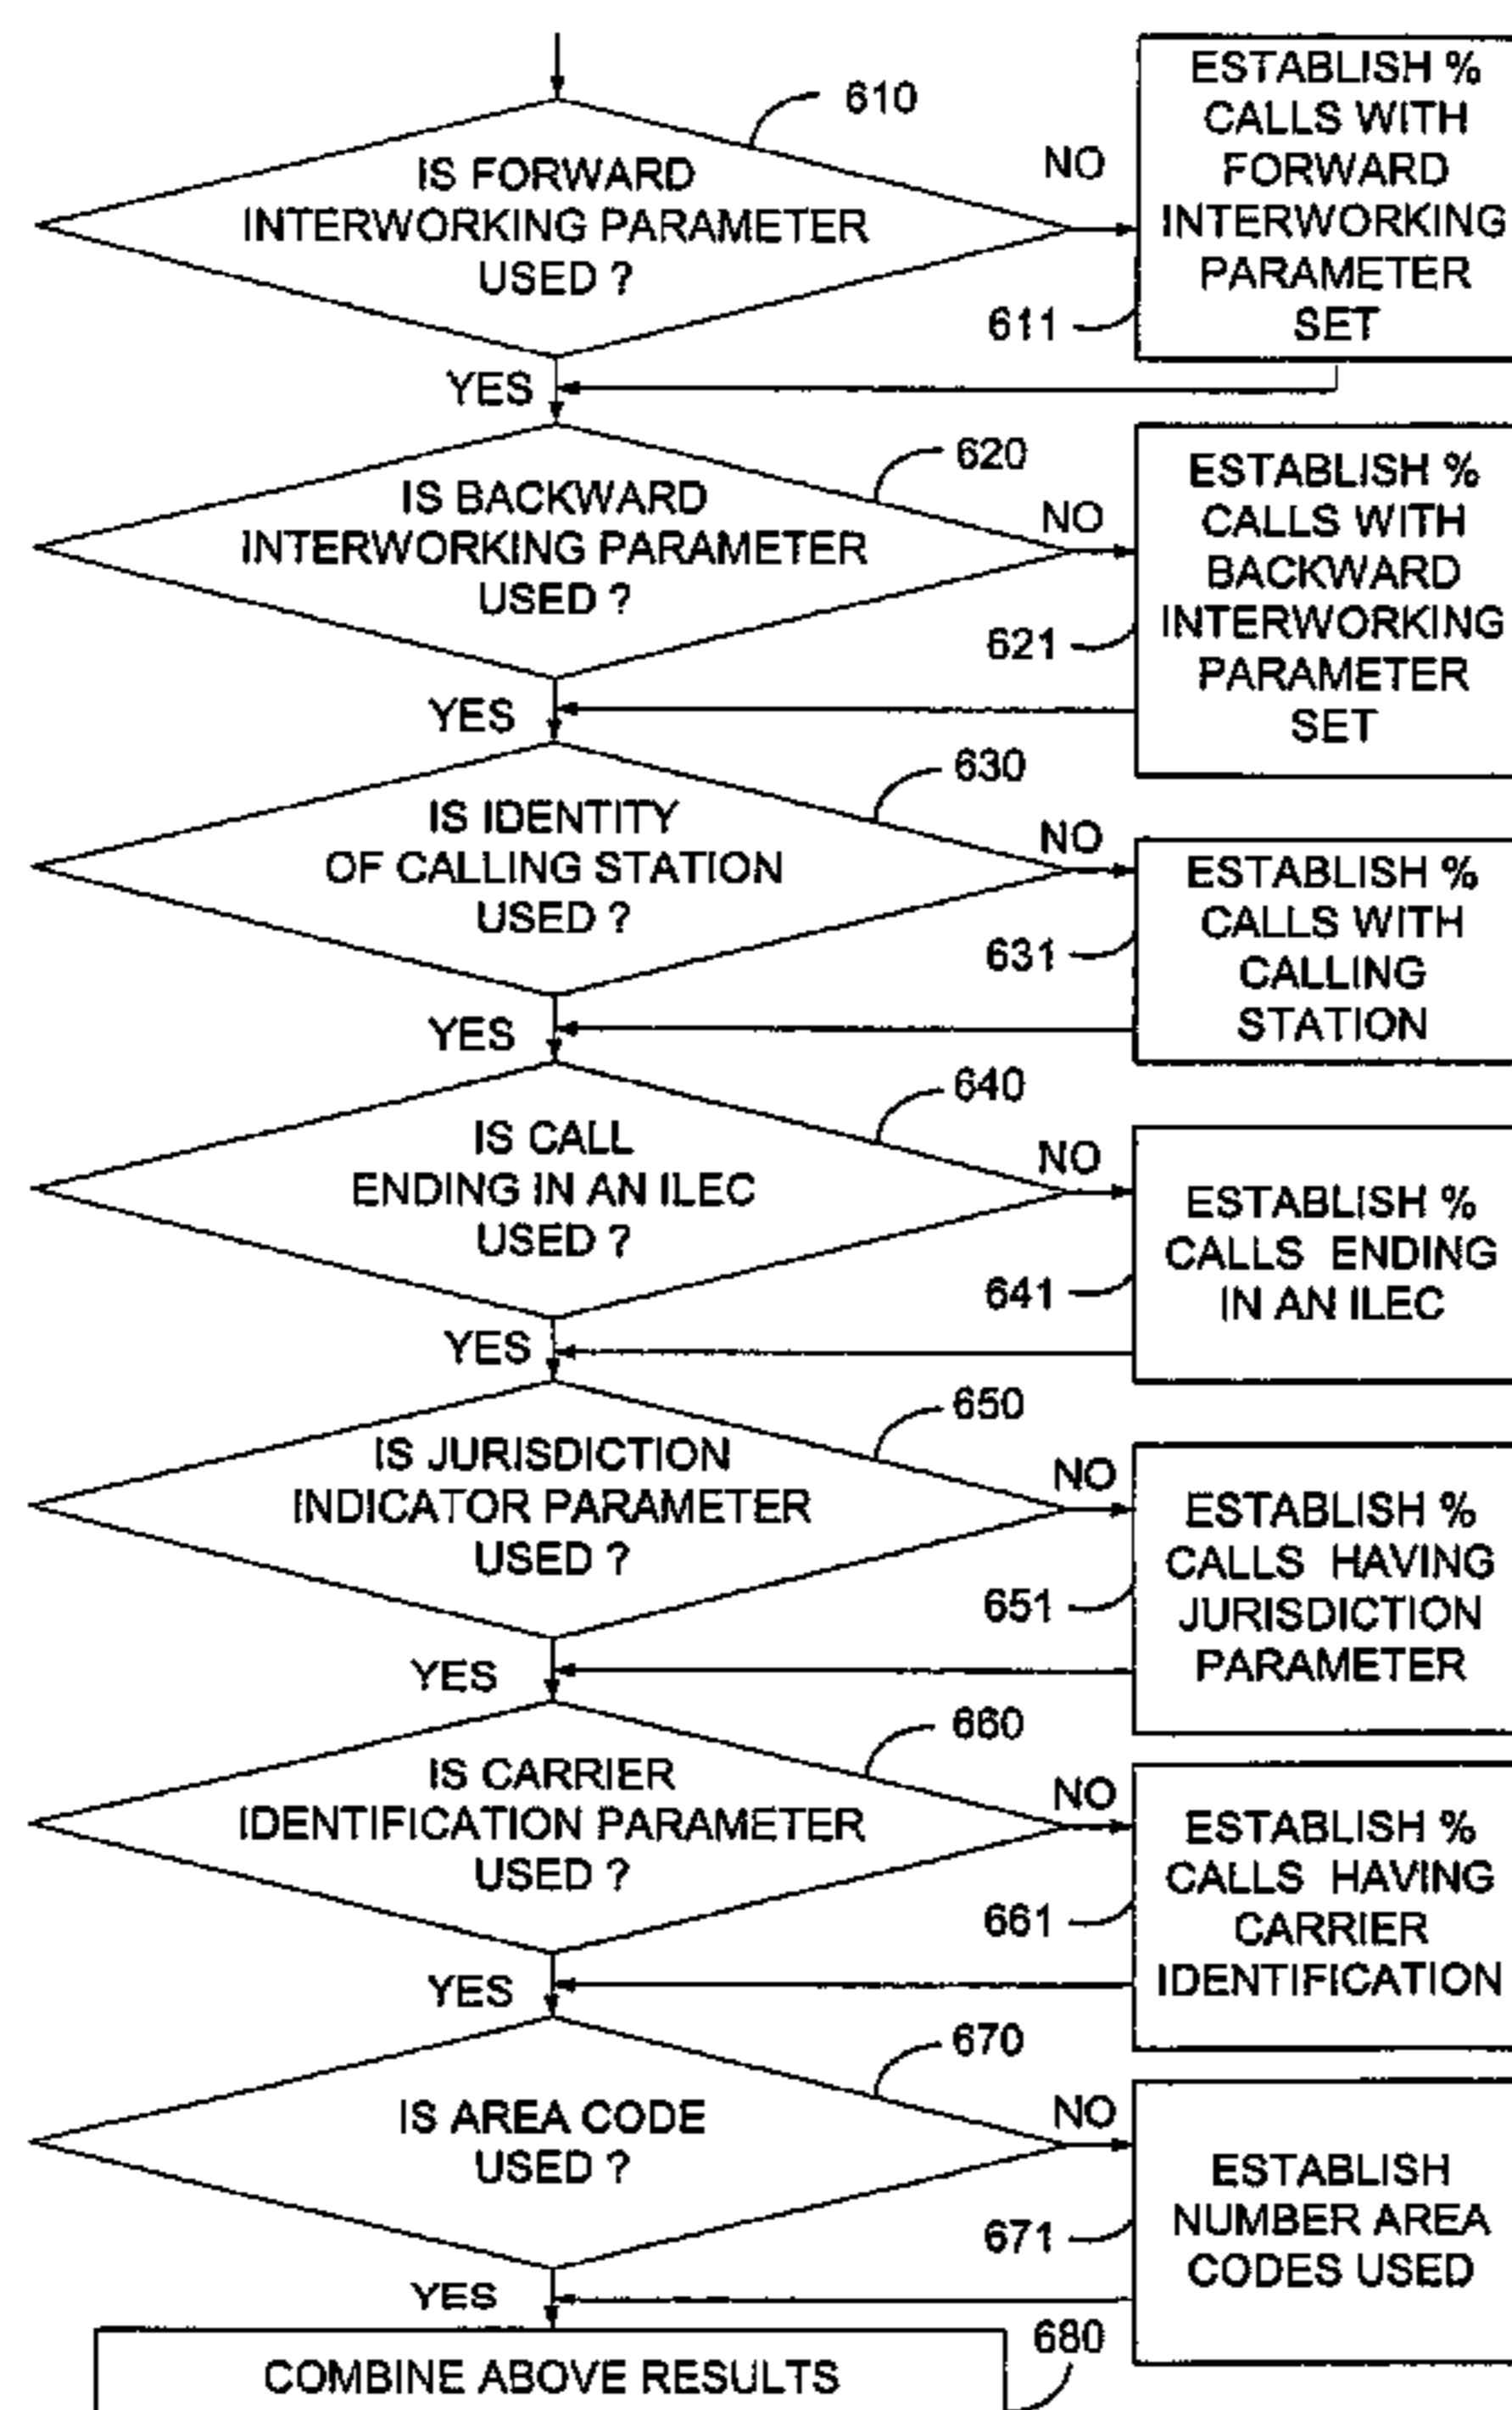 610
IS FORWARD
INTERWORKING PARAMETER
USED ?
NO
ESTABLISH %
CALLS WITH
FORWARD
INTERWORKING
PARAMETER
SET
611
YES
620
IS BACKWARD
INTERWORKING PARAMETER
USED ?
NO
ESTABLISH %
CALLS WITH
BACKWARD
INTERWORKING
PARAMETER
SET
621
YES
630
IS IDENTITY
OF CALLING STATION
USED ?
NO
ESTABLISH %
CALLS WITH
CALLING
STATION
631
YES
640
IS CALL
ENDING IN AN ILEC
USED ?
NO
ESTABLISH %
CALLS ENDING
IN AN ILEC
641
YES
650
IS JURISDICTION
INDICATOR PARAMETER
USED ?
NO
ESTABLISH %
CALLS HAVING
JURISDICTION
PARAMETER
651
YES
660
IS CARRIER
IDENTIFICATION PARAMETER
USED ?
NO
ESTABLISH %
CALLS HAVING
CARRIER
IDENTIFICATION
661
YES
670
IS AREA CODE
USED ?
NO
ESTABLISH
NUMBER AREA
CODES USED
671
YES
680
COMBINE ABOVE RESULTS